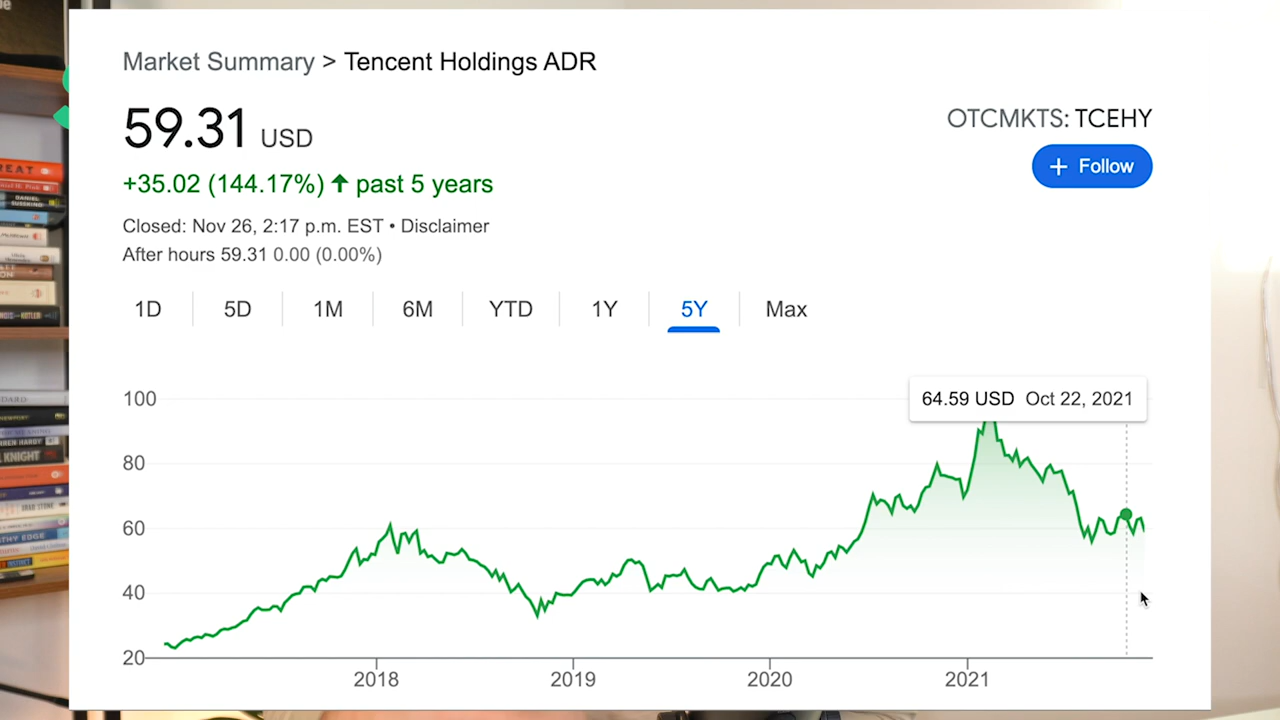 Market Summary > Tencent Holdings ADR
59.31 USD
OTCMKTS: TCEHY
+ Follow
+35.02 (144.17%) ↑ past 5 years
Closed: Nov 26, 2:17 p.m. EST • Disclaimer
After hours 59.31 0.00 (0.00%)
1D 5D 1M 6M YTD 1Y 5Y Max
64.59 USD Oct 22, 2021
100
80
60
40
20
2018 2019 2020 2021
DANIEL
KNIGHT